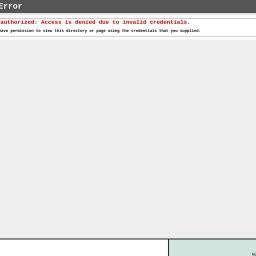 Error
authorized: Access is denied due to invalid credentials.
have permission to view this directory or page using the credentials that you supplied.